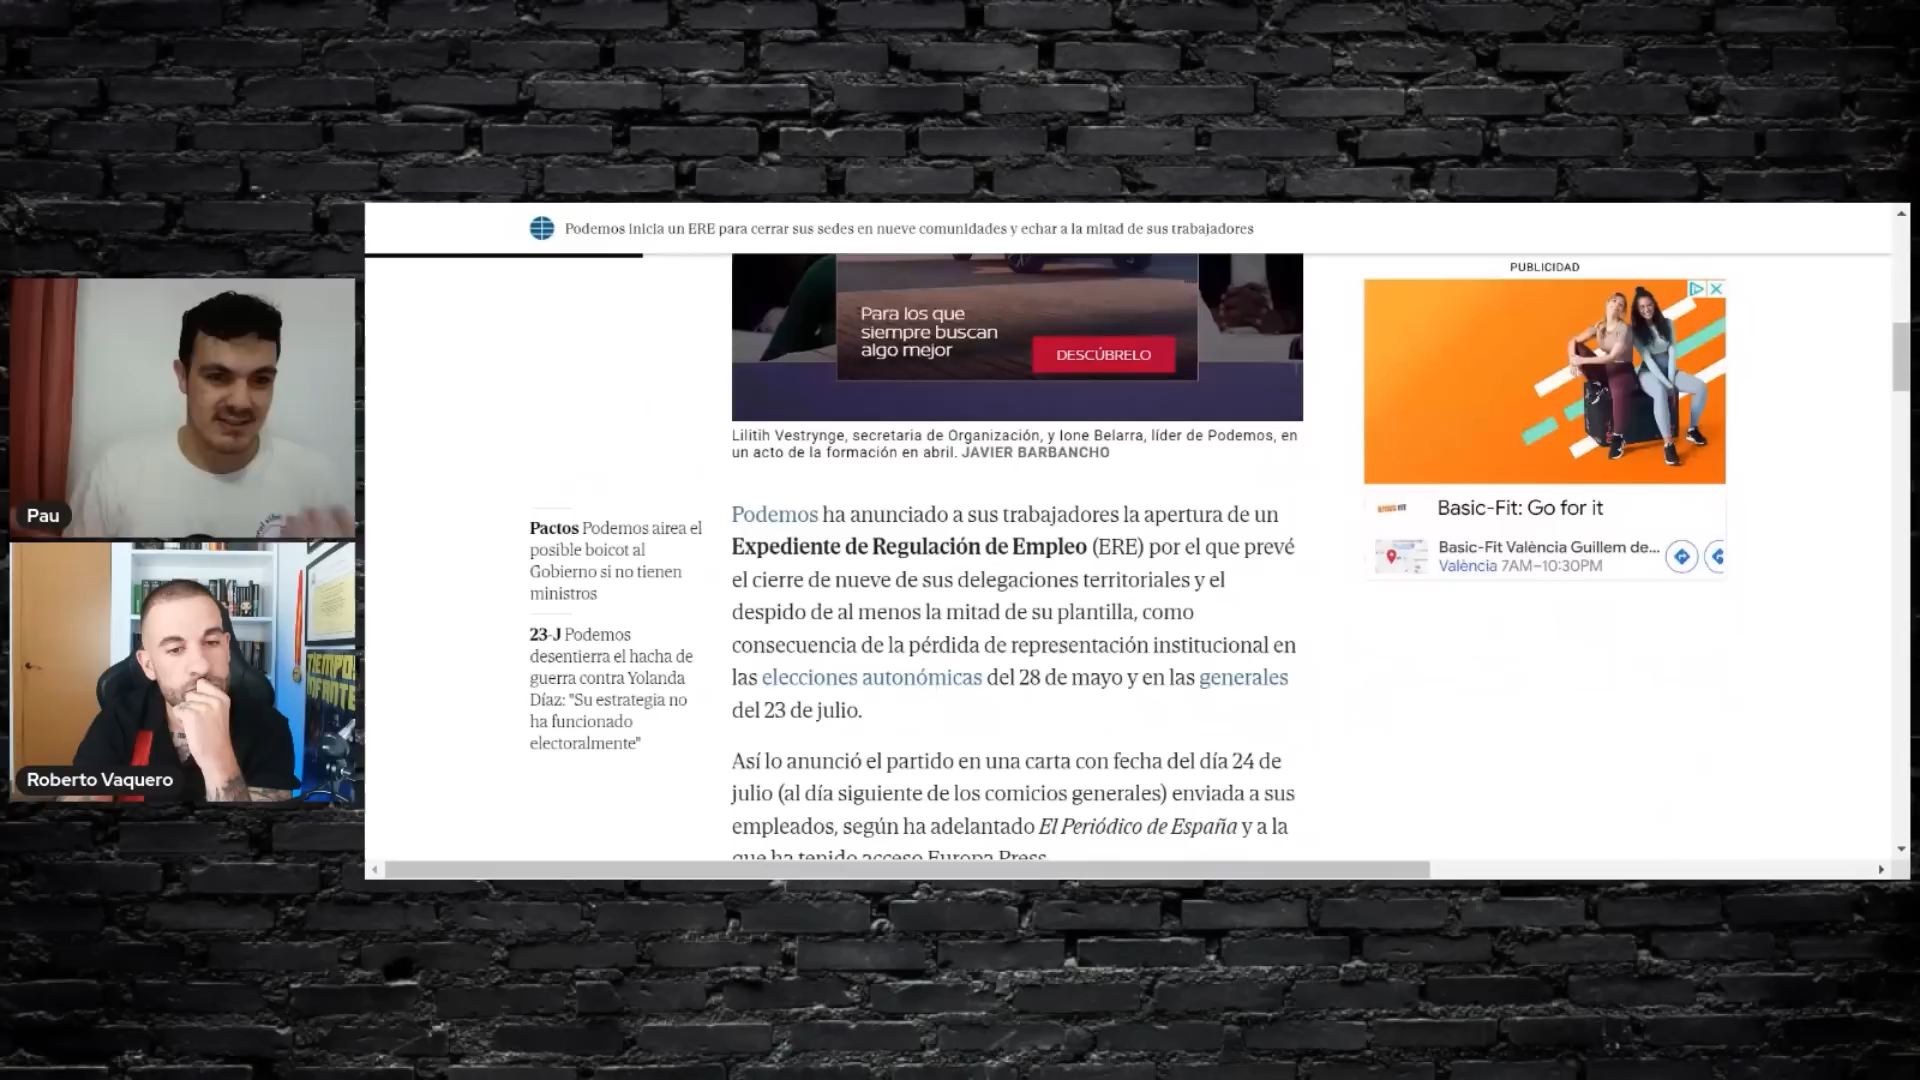 Podemos inicia un ERE para cerrar sus sedes en nueve comunidades y echar a la mitad de sus trabajadores
Para los que
siempre buscan
algo mejor
DESCÚBRELO
PUBLICIDAD
Lilitih Vestrynge, secretaria de Organización, y Ione Belarra, líder de Podemos, en
un acto de la formación en abril. JAVIER BARBANCHO
Pactos Podemos airea el
posible boicot al
Gobierno si no tienen
ministros
23-J Podemos
desentierra el hacha de
guerra contra Yolanda
Díaz: "Su estrategia no
ha funcionado
electoralmente"
Podemos ha anunciado a sus trabajadores la apertura de un
Expediente de Regulación de Empleo (ERE) por el que prevé
el cierre de nueve de sus delegaciones territoriales y el
despido de al menos la mitad de su plantilla, como
consecuencia de la pérdida de representación institucional en
las elecciones autonómicas del 28 de mayo y en las generales
del 23 de julio.
Así lo anunció el partido en una carta con fecha del día 24 de
julio (al día siguiente de los comicios generales) enviada a sus
empleados, según ha adelantado El Periódico de España y a la
que ha tenido acceso Europa Press
Basic-Fit: Go for it
Basic-Fit València Guillem de...
València 7AM–10:30PM
Pau
Roberto Vaquero